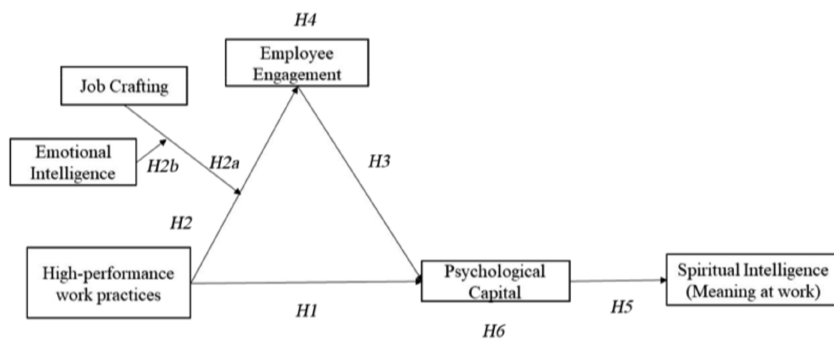 H4
Employee
Engagement
Job Crafting
Emotional
Intelligence
H2b
H2a
H3
H2
High-performance
work practices
Psychological
Capital
Spiritual Intelligence
(Meaning at work)
H1
H5
H6